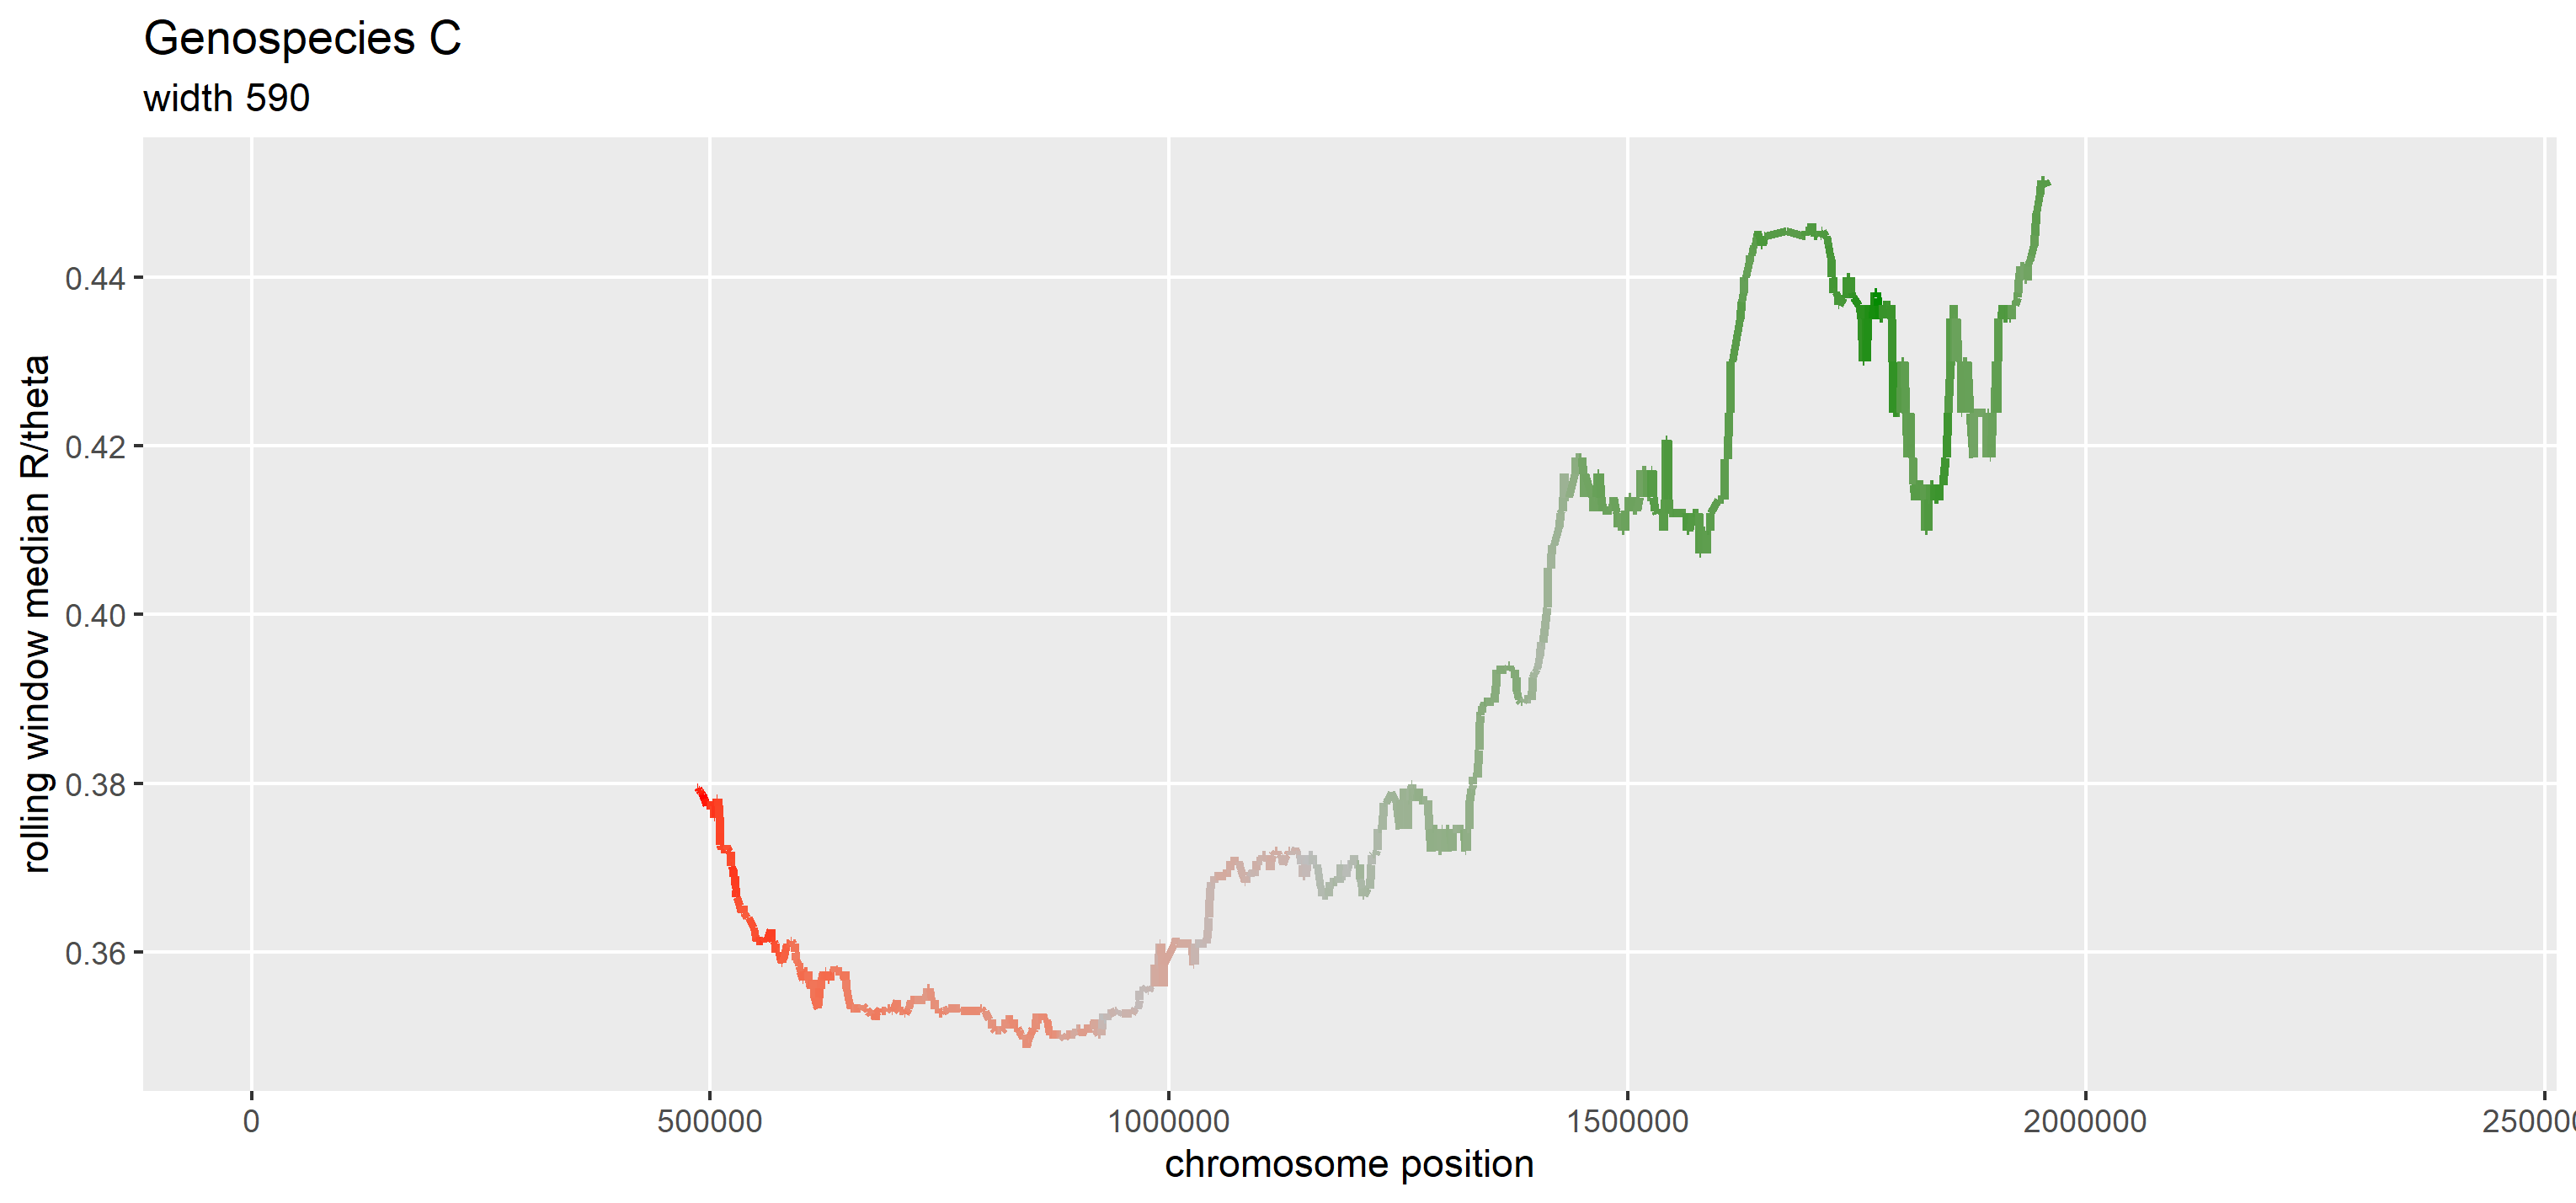 Genospecies C
width 590
rolling window median R/theta
0.44
0.42
0.40
0.38
0.36
0
500000
1000000
1500000
2000000
250000
chromosome position